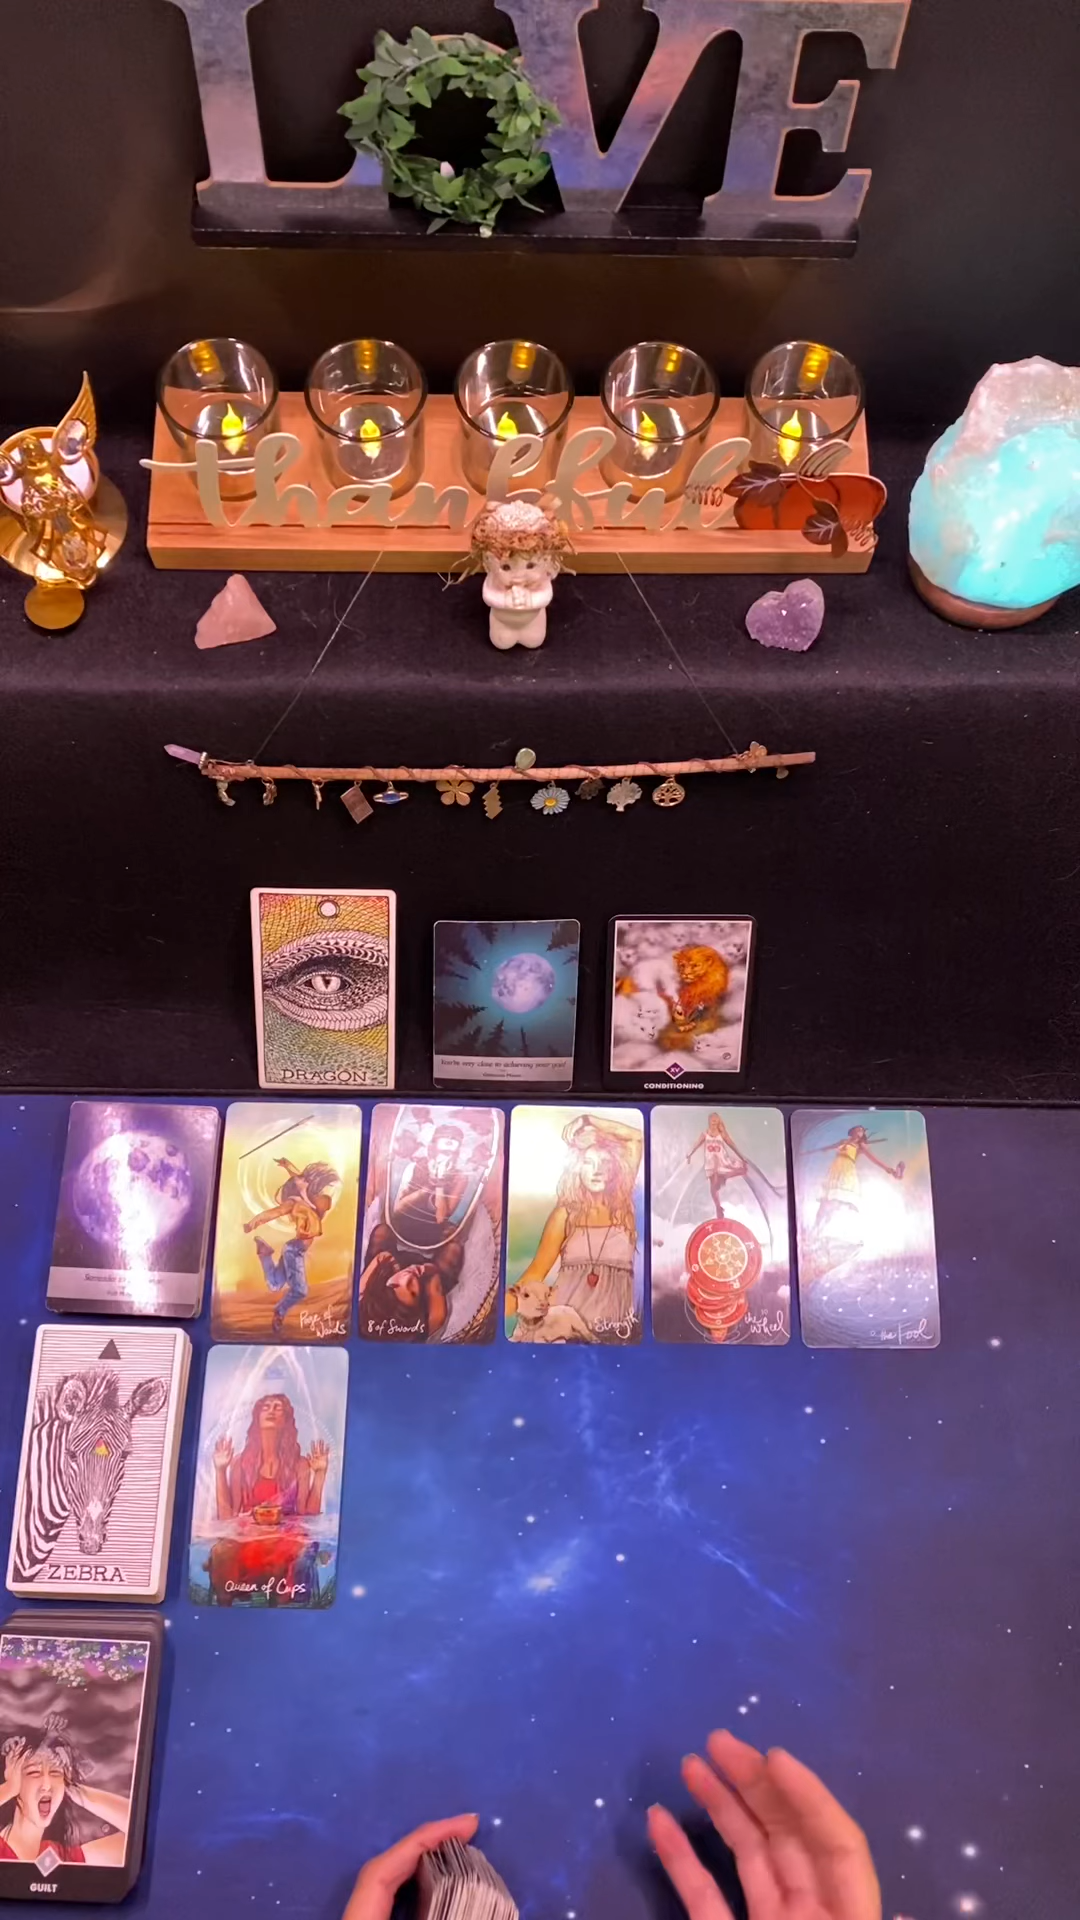 LOVE
thankful
DRAGON
You're very close to achieving your goal
XV
CONDITIONING
Page of Wands
8 of Swords
Strength
the Wheel
the Fool
ZEBRA
Queen of Cups
GUILT